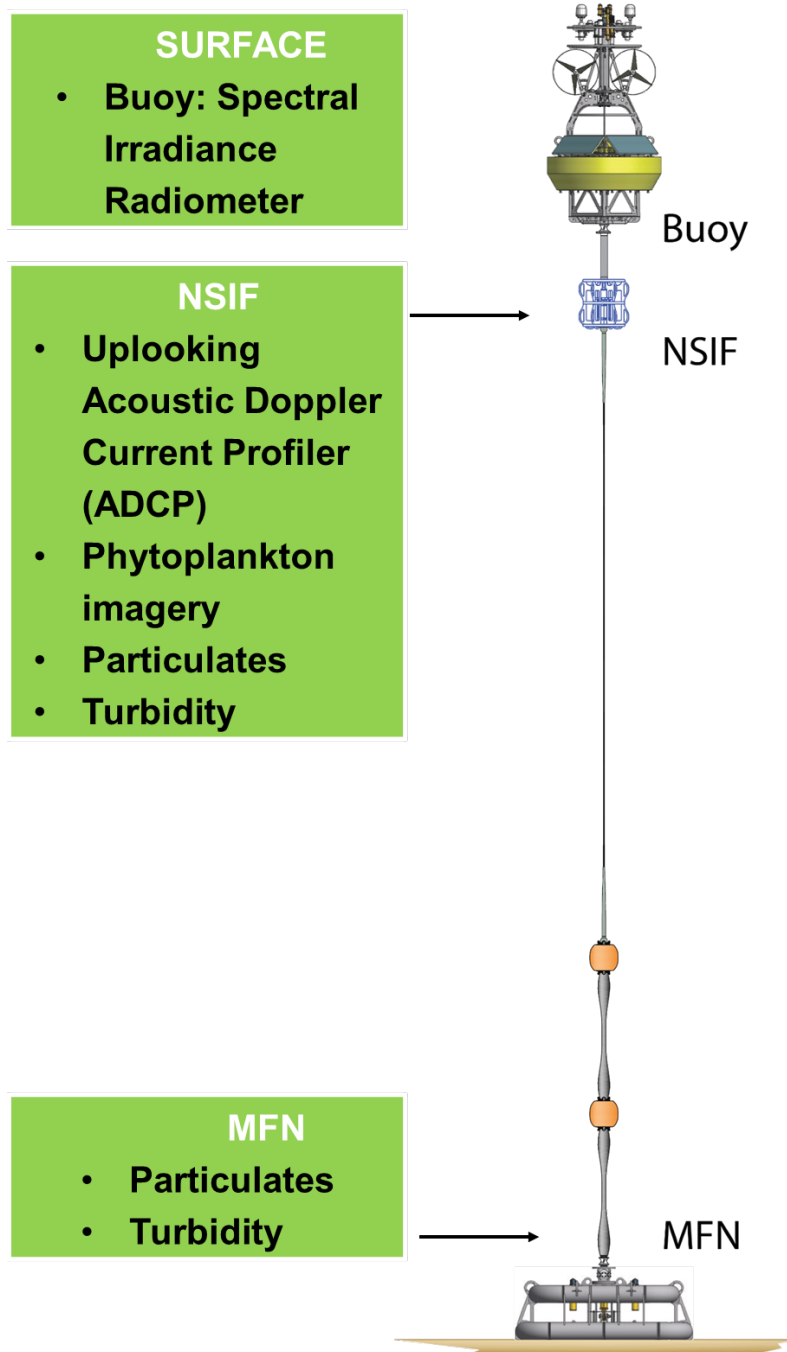 SURFACE
• Buoy: Spectral
Irradiance
Radiometer
Buoy
NSIF
• Uplooking
Acoustic Doppler
Current Profiler
(ADCP)
• Phytoplankton
imagery
• Particulates
• Turbidity
NSIF
MFN
• Particulates
• Turbidity
MFN